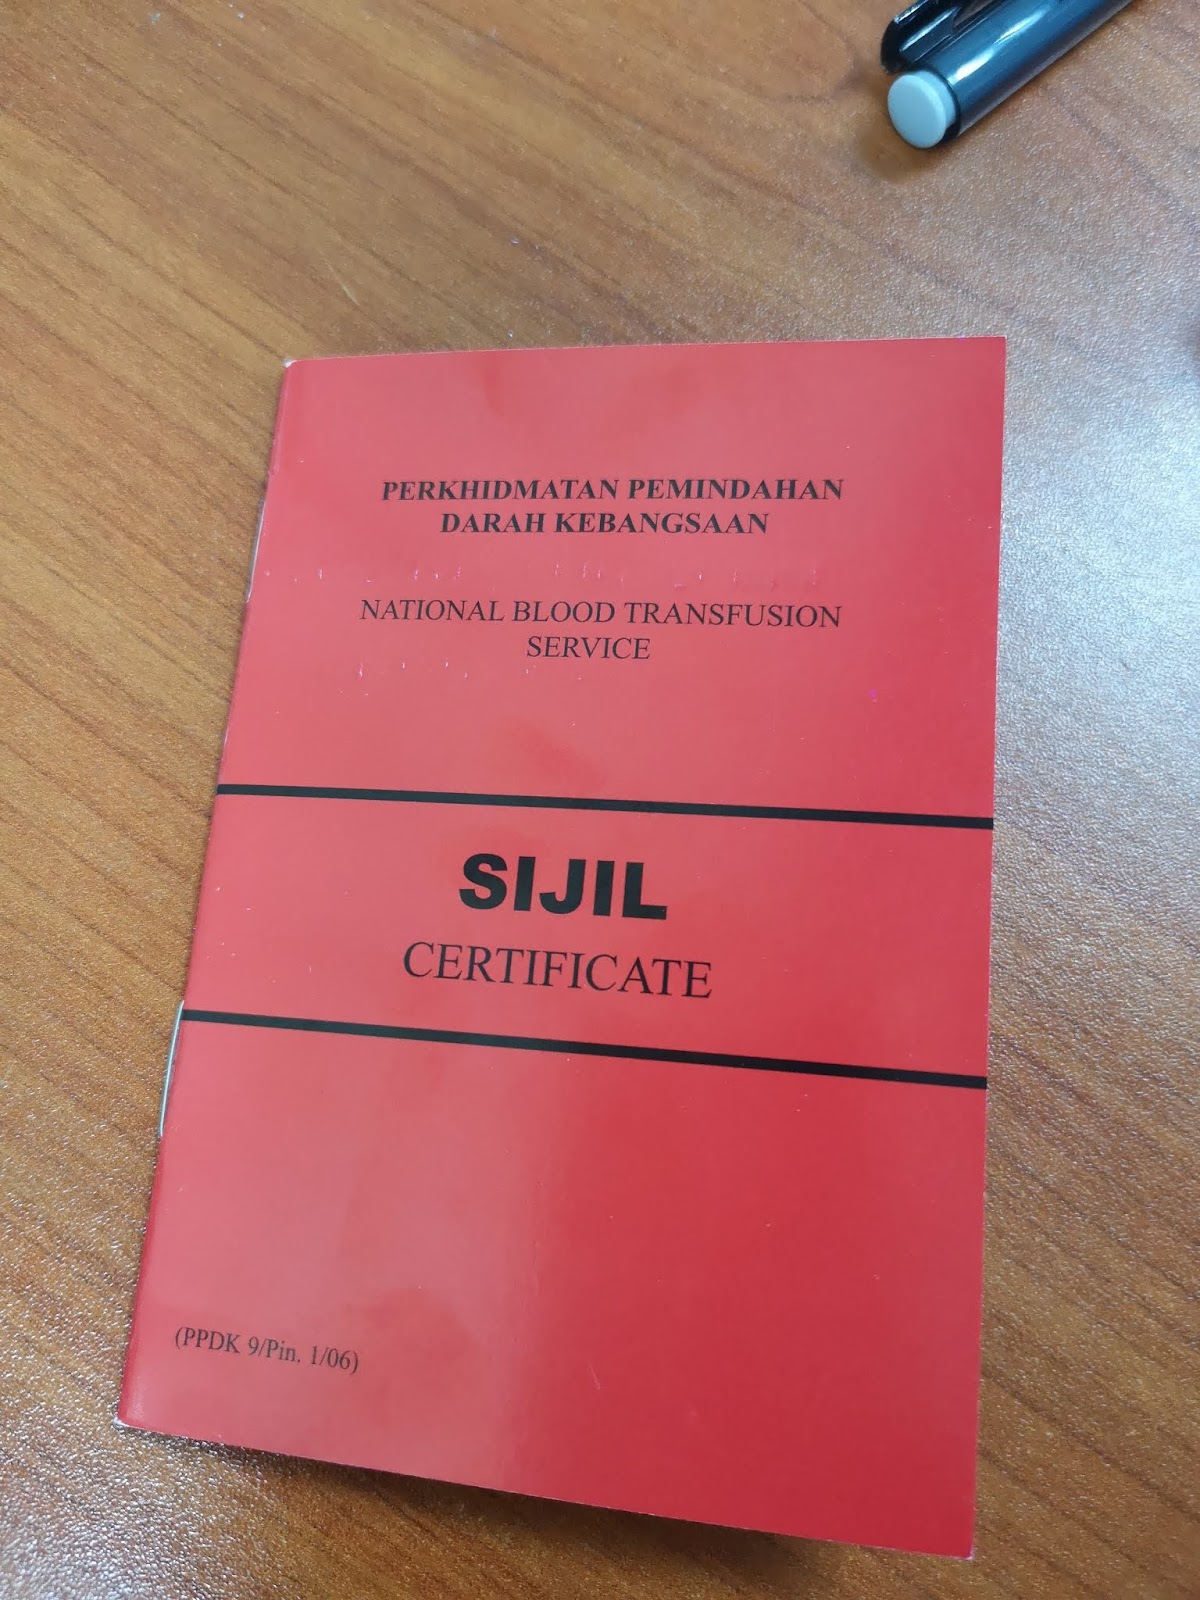 PERKHIDMATAN PEMINDAHAN
DARAH KEBANGSAAN
NATIONAL BLOOD TRANSFUSION
SERVICE
SIJIL
CERTIFICATE
(PPDK 9/Pin. 1/06)